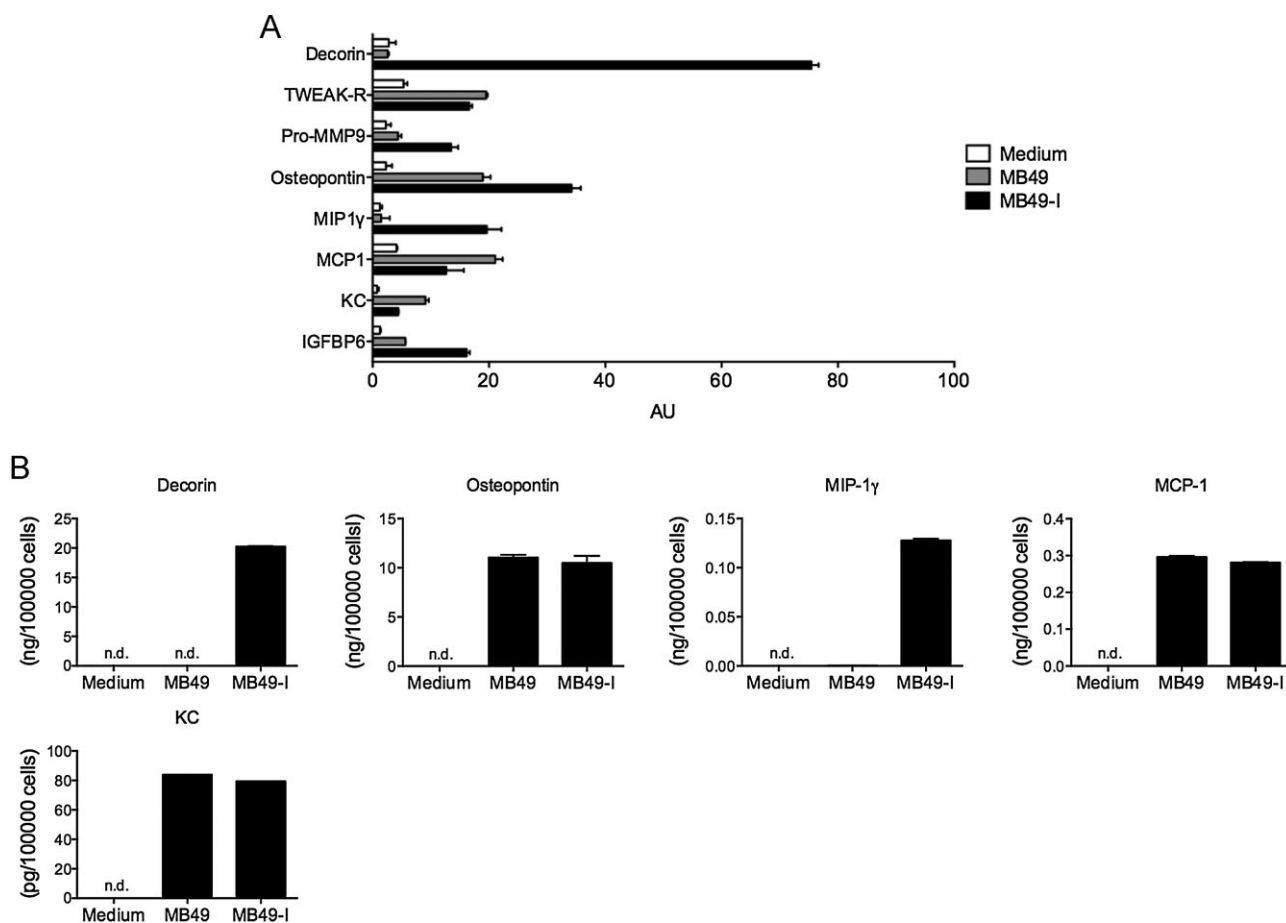 A
Decorin
TWEAK-R
Pro-MMP9
Osteopontin
MIP1γ
MCP1
KC
IGFBP6
0 20 40 60 80 100
AU
Medium
MB49
MB49-I
B
Decorin
(ng/100000 cells)
25
20
15
10
5
0
n.d. n.d.
Medium MB49 MB49-I
Osteopontin
(ng/100000 cellsl)
15
10
5
0
n.d.
Medium MB49 MB49-I
MIP-1γ
(ng/100000 cells)
0.15
0.10
0.05
0.00
n.d.
Medium MB49 MB49-I
MCP-1
(ng/100000 cells)
0.4
0.3
0.2
0.1
0.0
n.d.
Medium MB49 MB49-I
KC
(pg/100000 cells)
100
80
60
40
20
0
n.d.
Medium MB49 MB49-I